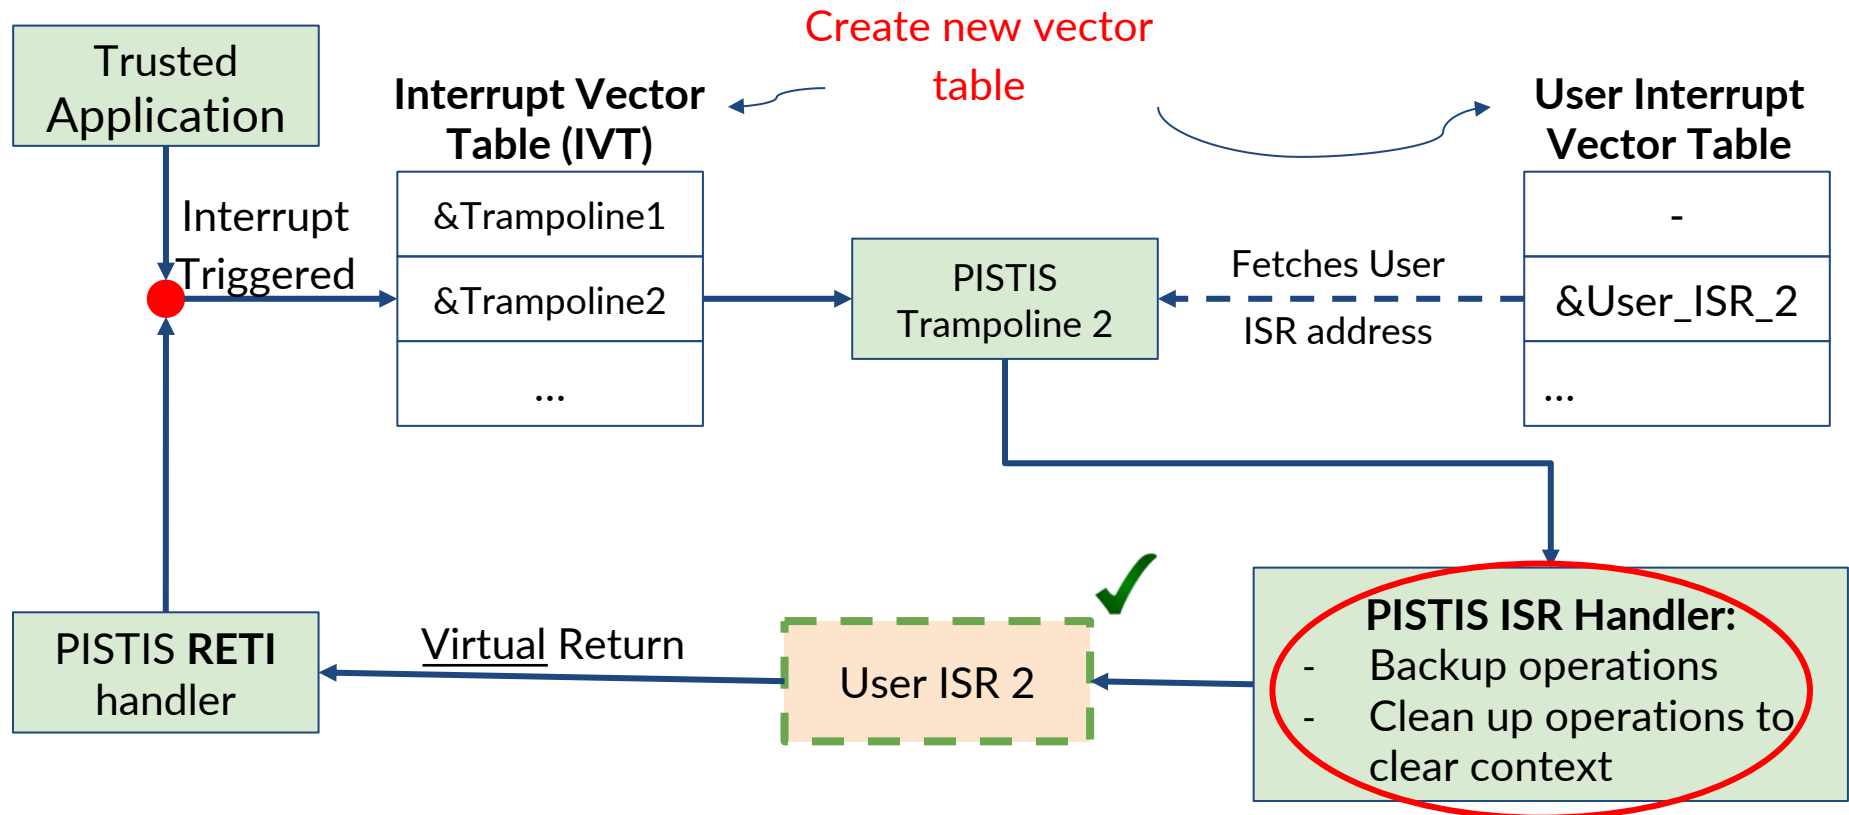 Trusted
Application
Create new vector
table
Interrupt Vector
Table (IVT)
User Interrupt
Vector Table
Interrupt
Triggered
&Trampoline1
&Trampoline2
...
PISTIS
Trampoline 2
Fetches User
ISR address
-
&User_ISR_2
...
PISTIS ISR Handler:
- Backup operations
- Clean up operations to
clear context
User ISR 2
Virtual Return
PISTIS RETI
handler